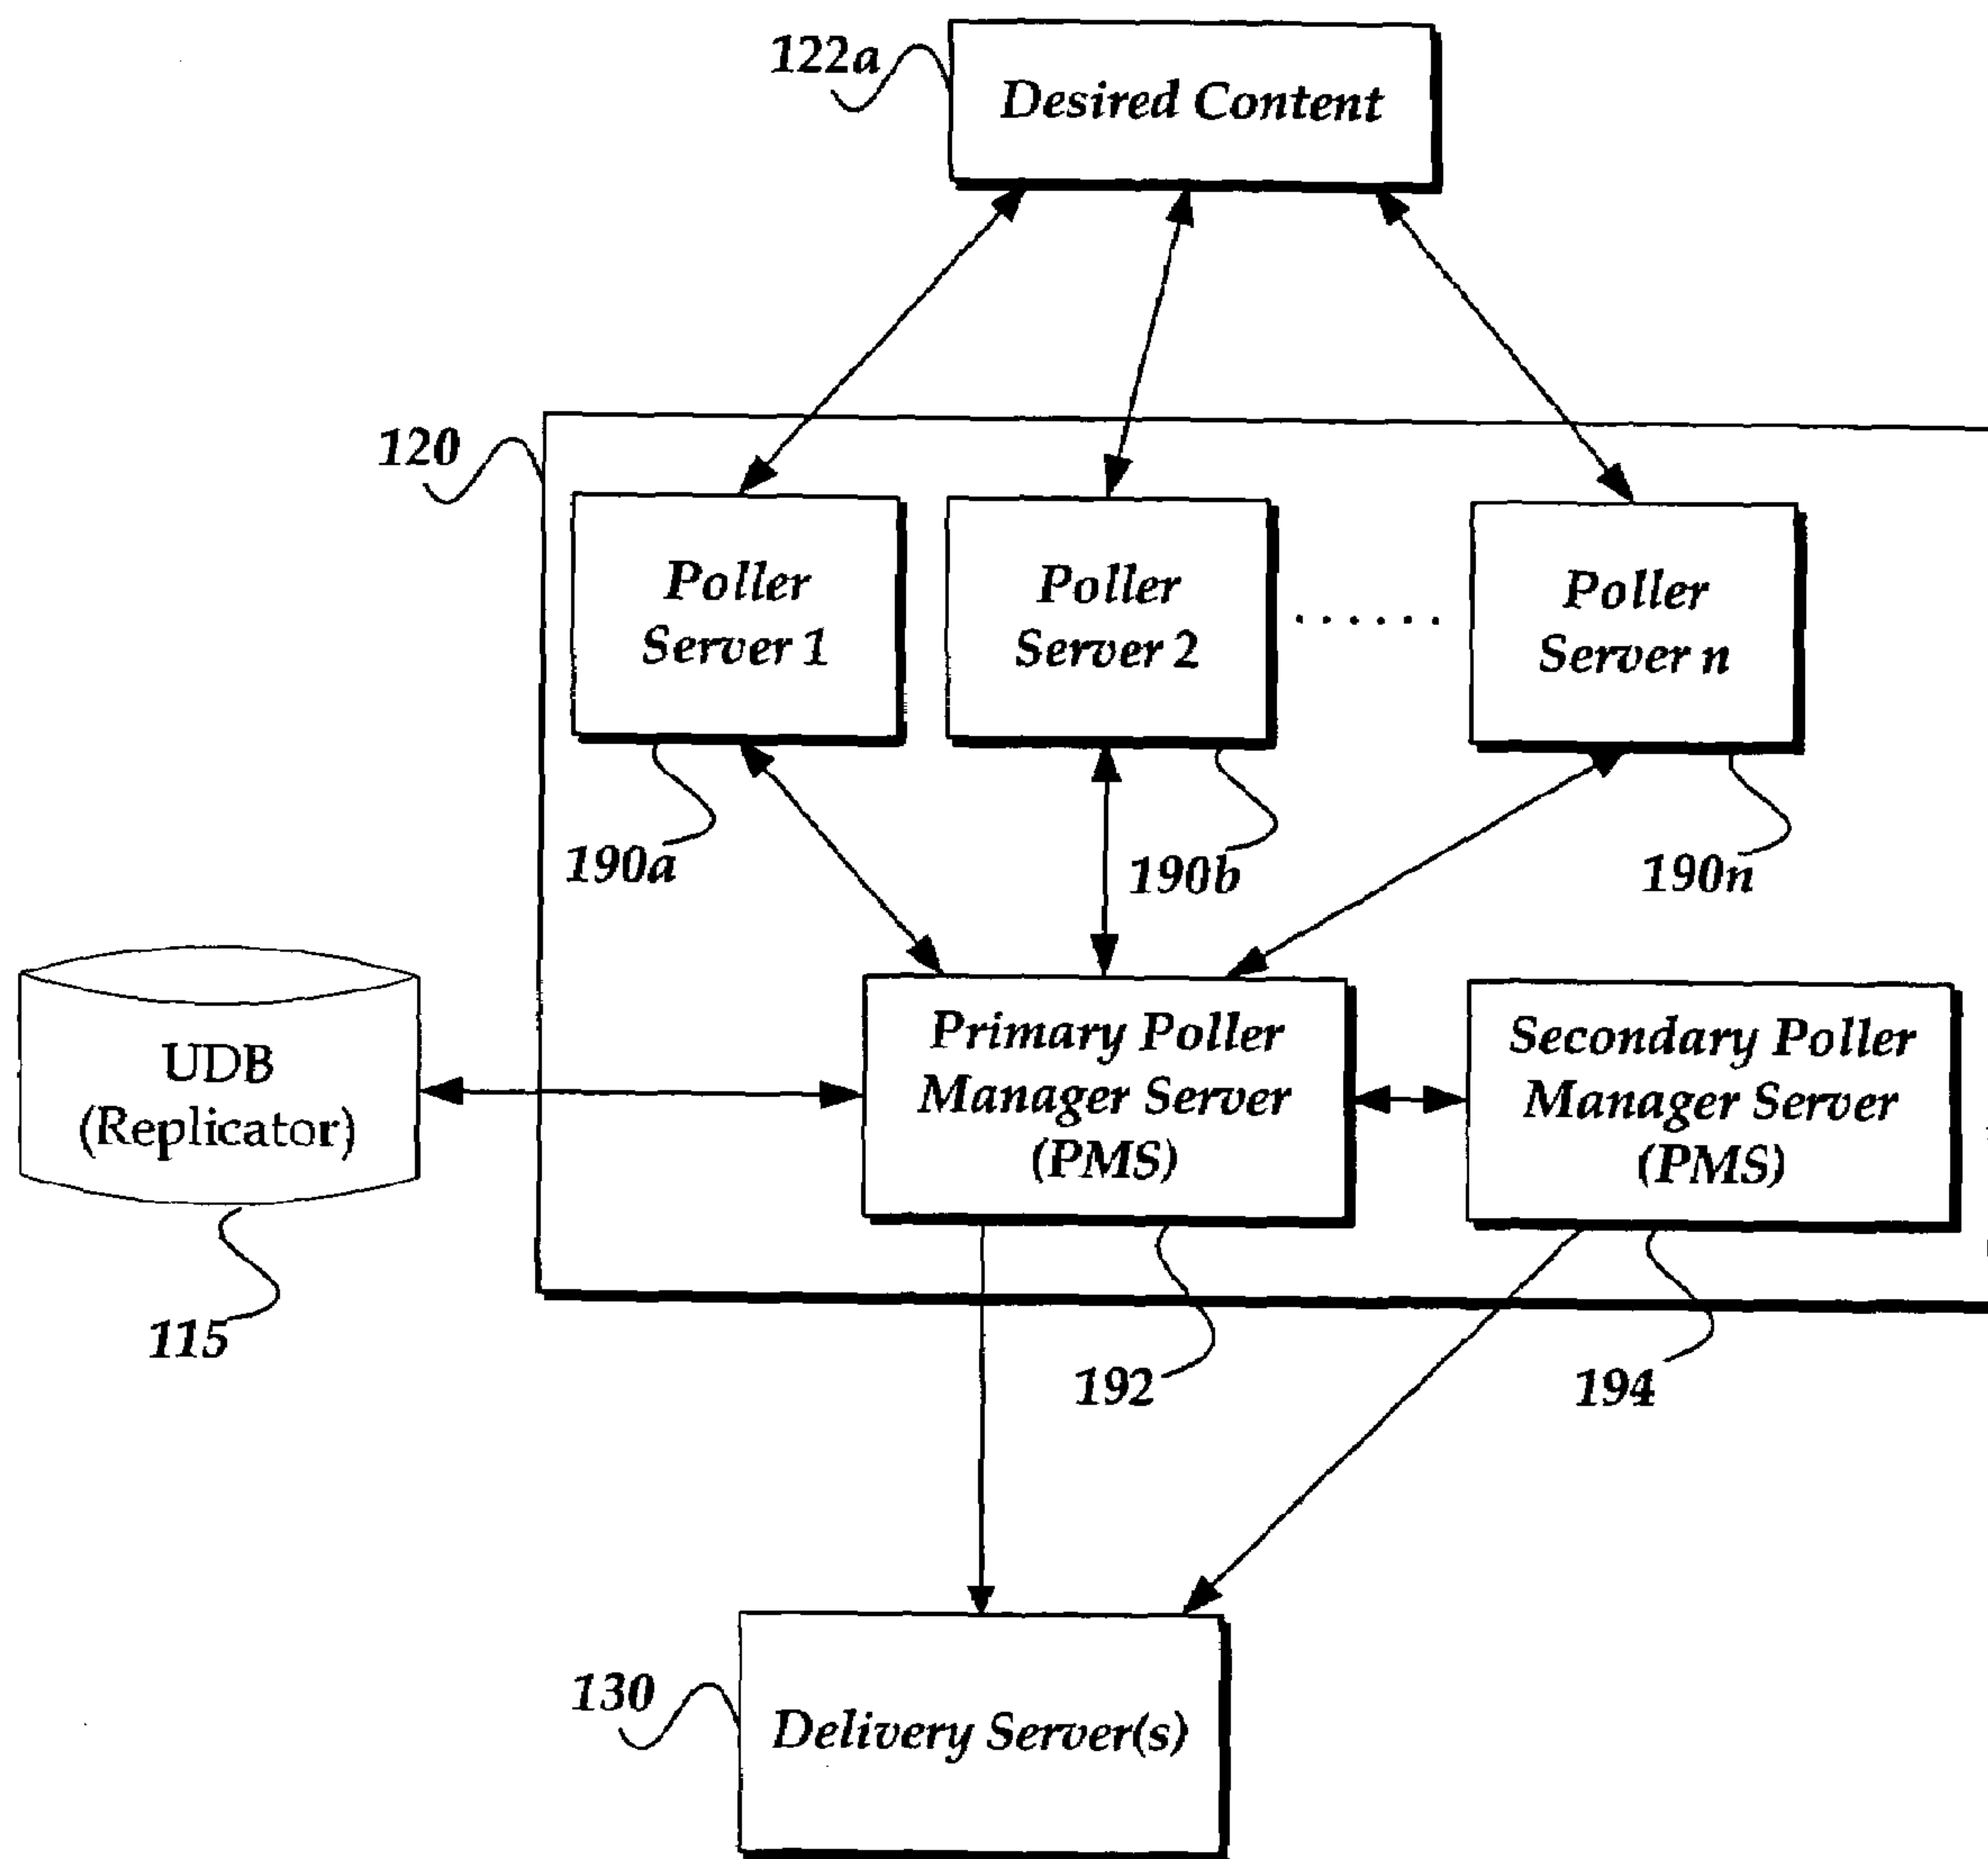 122a
Desired Content
120
Poller
Server 1
Poller
Server 2
. . . . . .
Poller
Server n
190a
190b
190n
UDB
(Replicator)
Primary Poller
Manager Server
(PMS)
Secondary Poller
Manager Server
(PMS)
115
192
194
130
Delivery Server(s)